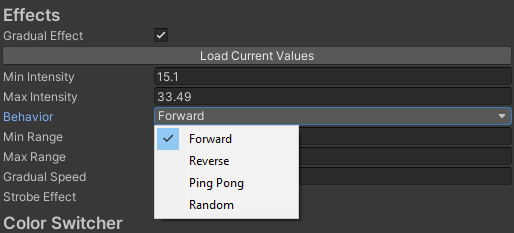 Effects
Gradual Effect
Load Current Values
Min Intensity 15.1
Max Intensity 33.49
Behavior Forward
Min Range Forward
Max Range Reverse
Gradual Speed Ping Pong
Strobe Effect Random
Color Switcher